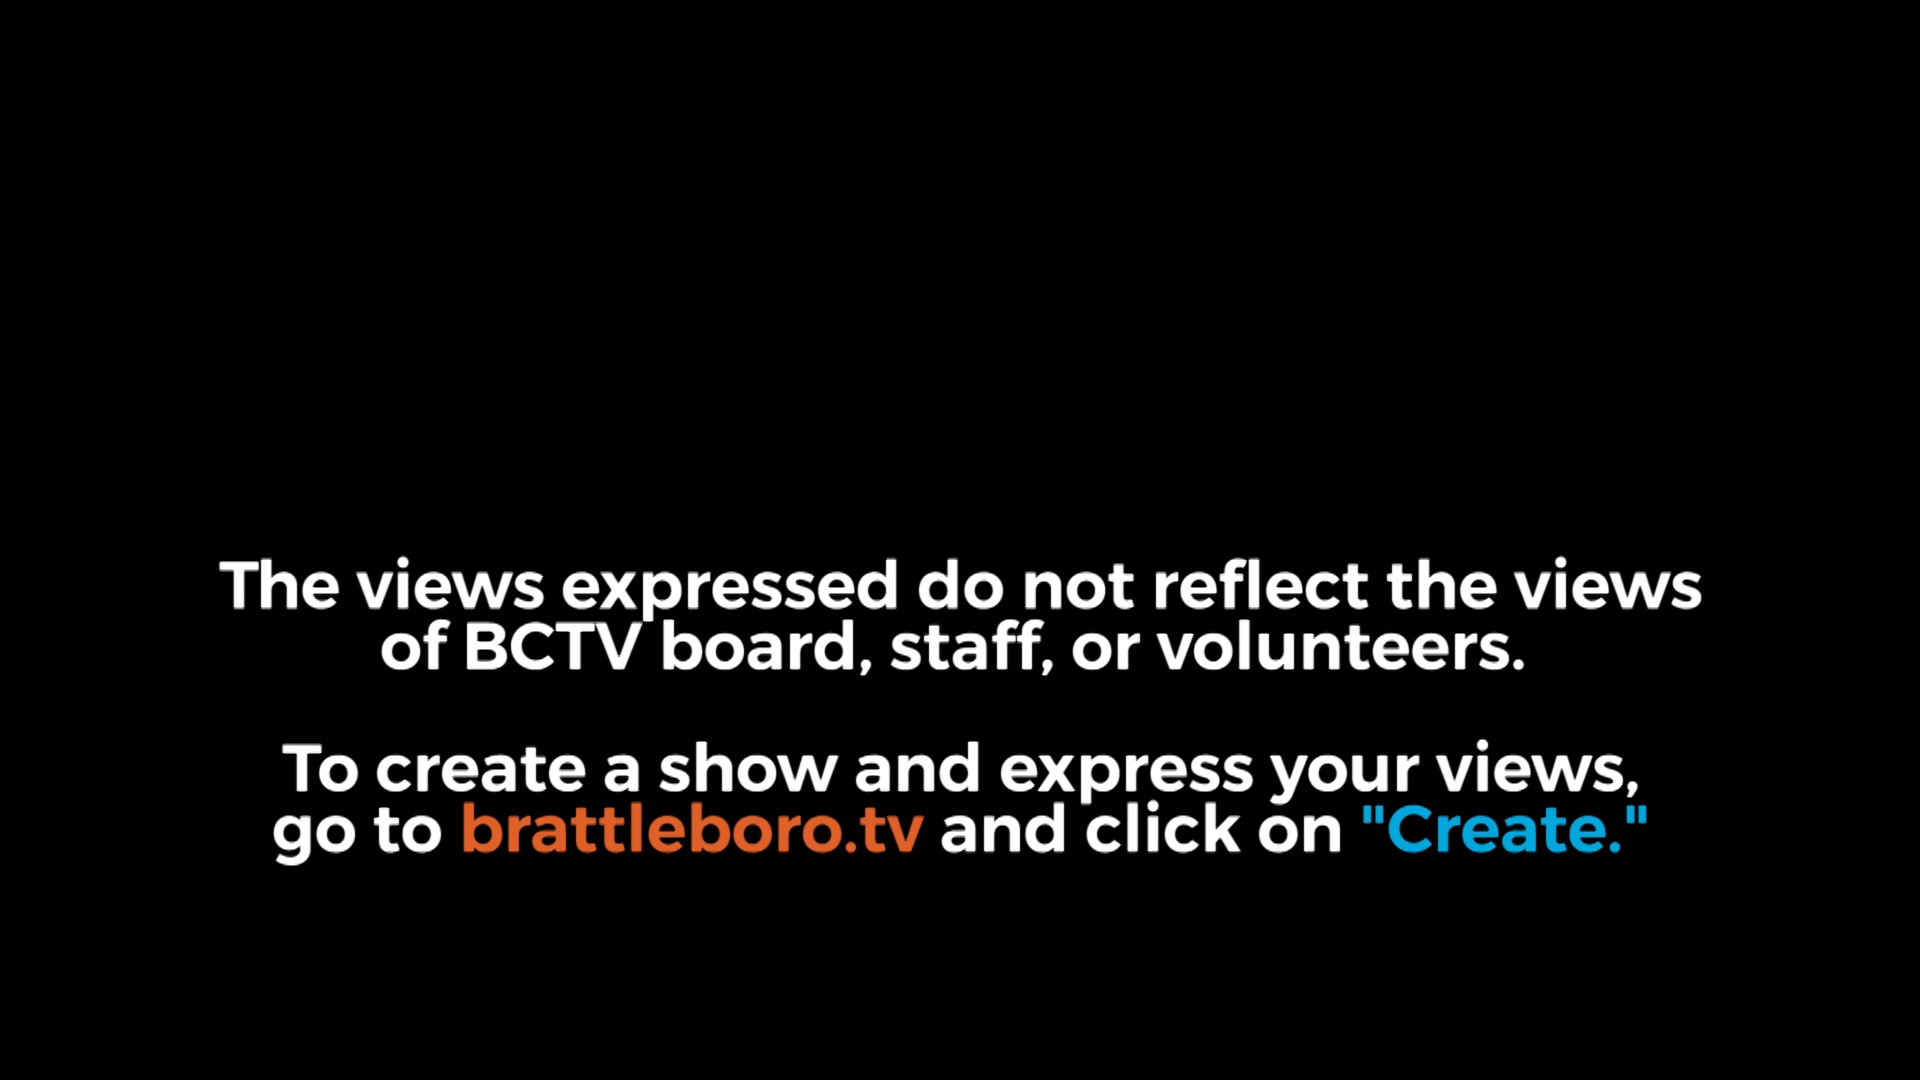 The views expressed do not reflect the views
of BCTV board, staff, or volunteers.
To create a show and express your views,
go to brattleboro.tv and click on "Create."